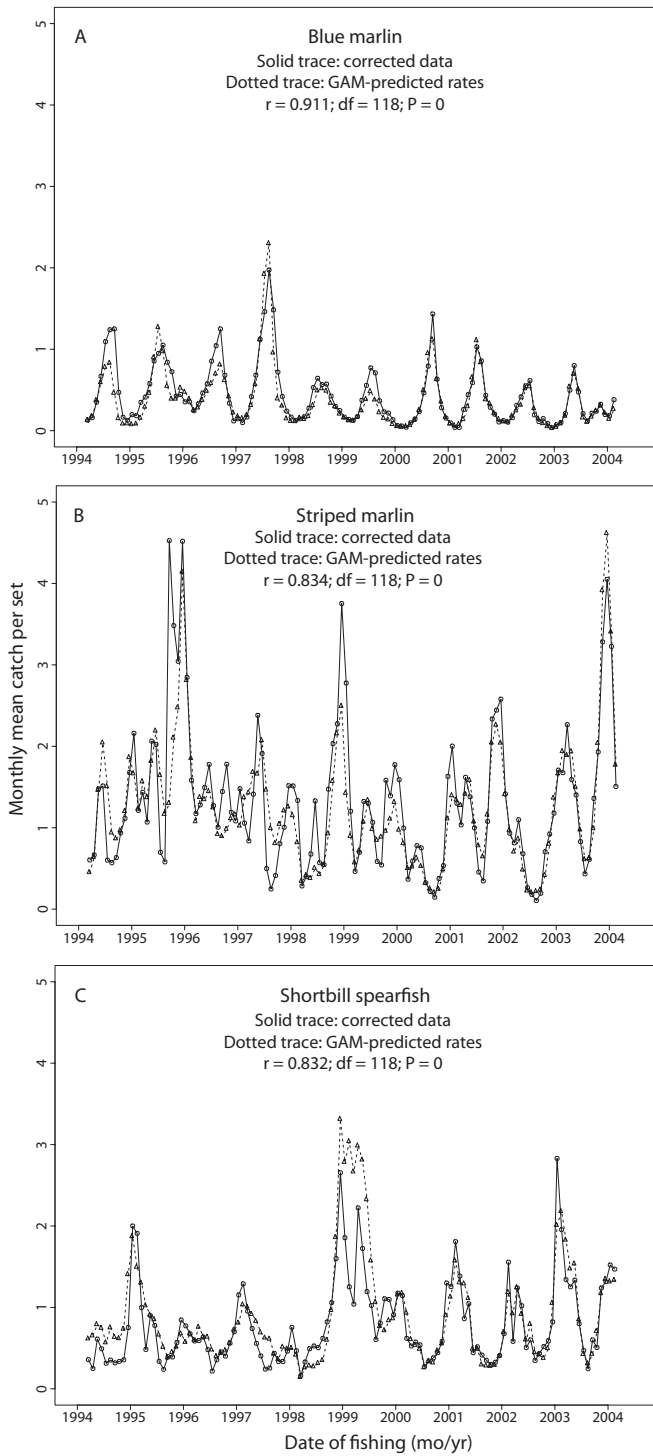 A
Blue marlin
Solid trace: corrected data
Dotted trace: GAM-predicted rates
r = 0.911; df = 118; P = 0
5
4
3
2
1
0
1994 1995 1996 1997 1998 1999 2000 2001 2002 2003 2004
B
Striped marlin
Solid trace: corrected data
Dotted trace: GAM-predicted rates
r = 0.834; df = 118; P = 0
5
4
3
2
1
0
Monthly mean catch per set
1994 1995 1996 1997 1998 1999 2000 2001 2002 2003 2004
C
Shortbill spearfish
Solid trace: corrected data
Dotted trace: GAM-predicted rates
r = 0.832; df = 118; P = 0
5
4
3
2
1
0
1994 1995 1996 1997 1998 1999 2000 2001 2002 2003 2004
Date of fishing (mo/yr)